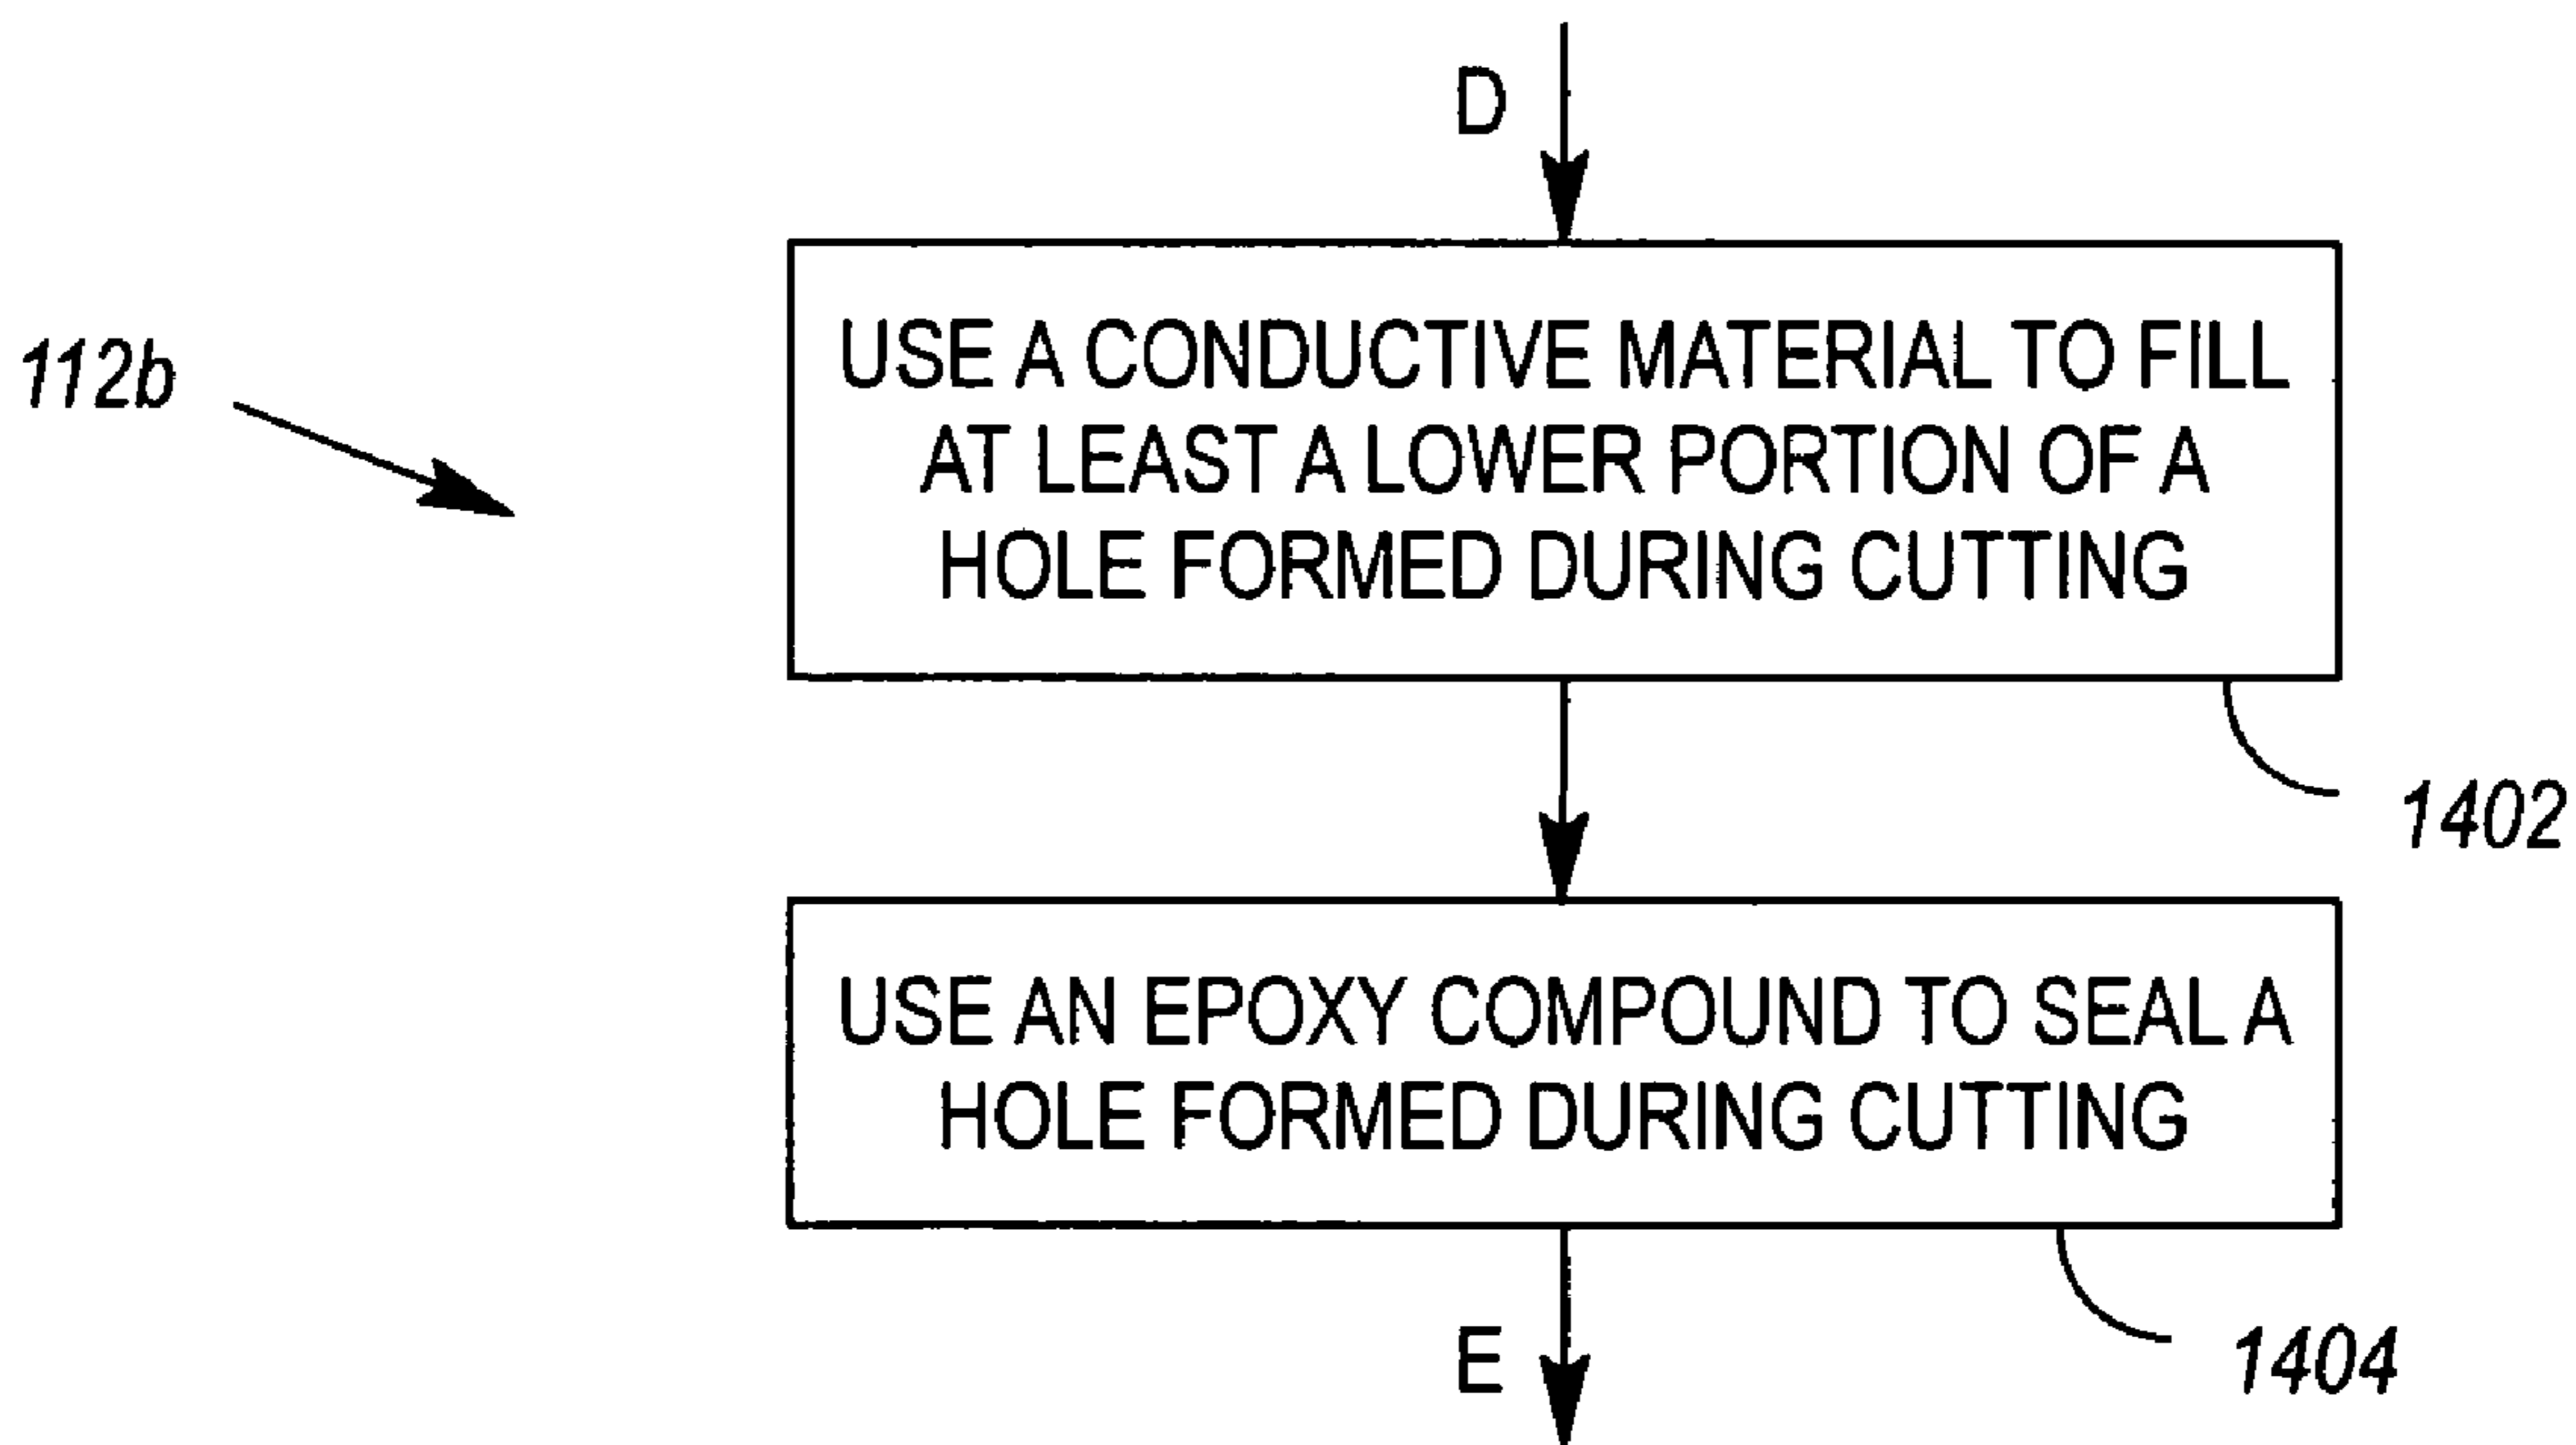 D
112b
USE A CONDUCTIVE MATERIAL TO FILL
AT LEAST A LOWER PORTION OF A
HOLE FORMED DURING CUTTING
1402
USE AN EPOXY COMPOUND TO SEAL A
HOLE FORMED DURING CUTTING
E
1404